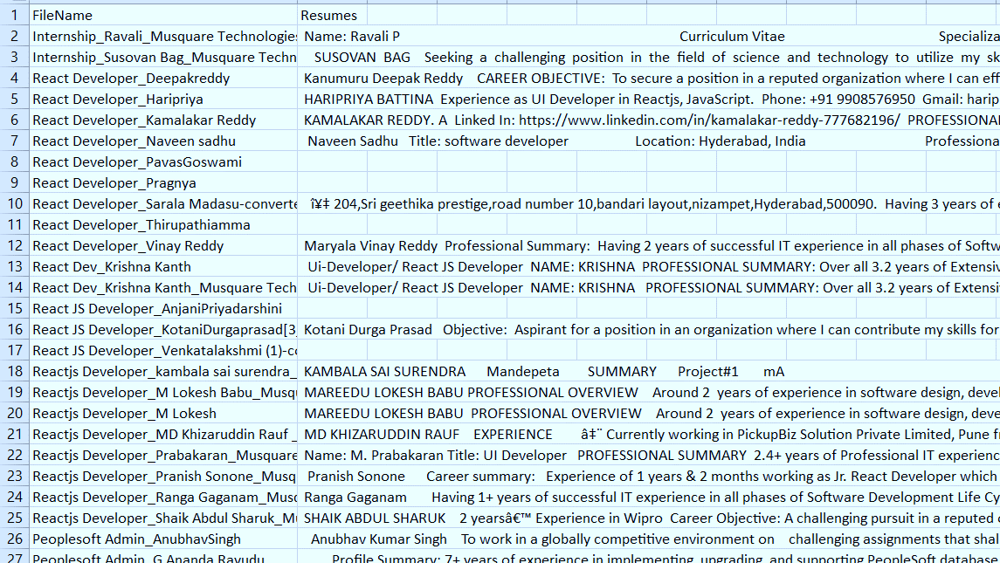 1 FileName Resumes
2 Internship_Ravali_Musquare Technologies Name: Ravali P Curriculum Vitae Specializa
3 Internship_Susovan Bag_Musquare Techn SUSOVAN BAG Seeking a challenging position in the field of science and technology to utilize my sk
4 React Developer_Deepakreddy Kanumuru Deepak Reddy CAREER OBJECTIVE: To secure a position in a reputed organization where I can eff
5 React Developer_Haripriya HARIPRIYA BATTINA Experience as UI Developer in Reactjs, JavaScript. Phone: +91 9908576950 Gmail: harip
6 React Developer_Kamalakar Reddy KAMALAKAR REDDY. A Linked In: https://www.linkedin.com/in/kamalakar-reddy-777682196/ PROFESSIONAL
7 React Developer_Naveen sadhu Naveen Sadhu Title: software developer Location: Hyderabad, India Professiona
8 React Developer_PavasGoswami
9 React Developer_Pragnya
10 React Developer_Sarala Madasu-converte 204,Sri geethika prestige,road number 10,bandari layout,nizampet,Hyderabad,500090. Having 3 years of e
11 React Developer_Thirupathiamma
12 React Developer_Vinay Reddy Maryala Vinay Reddy Professional Summary: Having 2 years of successful IT experience in all phases of Softw
13 React Dev_Krishna Kanth Ui-Developer/ React JS Developer NAME: KRISHNA PROFESSIONAL SUMMARY: Over all 3.2 years of Extensiv
14 React Dev_Krishna Kanth_Musquare Tech Ui-Developer/ React JS Developer NAME: KRISHNA PROFESSIONAL SUMMARY: Over all 3.2 years of Extensi
15 React JS Developer_AnjaniPriyadarshini
16 React JS Developer_KotaniDurgaprasad[3_ Kotani Durga Prasad Objective: Aspirant for a position in an organization where I can contribute my skills for
17 React JS Developer_Venkatalakshmi (1)-co
18 Reactjs Developer_kambala sai surendra_ KAMBALA SAI SURENDRA Mandepeta SUMMARY Project#1 mA
19 Reactjs Developer_M Lokesh Babu_Musqu MAREEDU LOKESH BABU PROFESSIONAL OVERVIEW Around 2 years of experience in software design, devel
20 Reactjs Developer_M Lokesh MAREEDU LOKESH BABU PROFESSIONAL OVERVIEW Around 2 years of experience in software design, deve
21 Reactjs Developer_MD Khizaruddin Rauf _ MD KHIZARUDDIN RAUF EXPERIENCE â‡¨ Currently working in PickupBiz Solution Private Limited, Pune fr
22 Reactjs Developer_Prabakaran_Musquare Name: M. Prabakaran Title: UI Developer PROFESSIONAL SUMMARY 2.4+ years of Professional IT experienc
23 Reactjs Developer_Pranish Sonone_Musq Pranish Sonone Career summary: Experience of 1 years & 2 months working as Jr. React Developer which
24 Reactjs Developer_Ranga Gaganam_Musq Ranga Gaganam Having 1+ years of successful IT experience in all phases of Software Development Life Cy
25 Reactjs Developer_Shaik Abdul Sharuk_Mu SHAIK ABDUL SHARUK 2 yearsâ€™ Experience in Wipro Career Objective: A challenging pursuit in a reputed
26 Peoplesoft Admin_AnubhavSingh Anubhav Kumar Singh To work in a globally competitive environment on challenging assignments that shal
27 Peoplesoft Admin_G Ananda Rayudu Profile Summary: 7+ years of experience in implementing, upgrading, and supporting PeopleSoft database